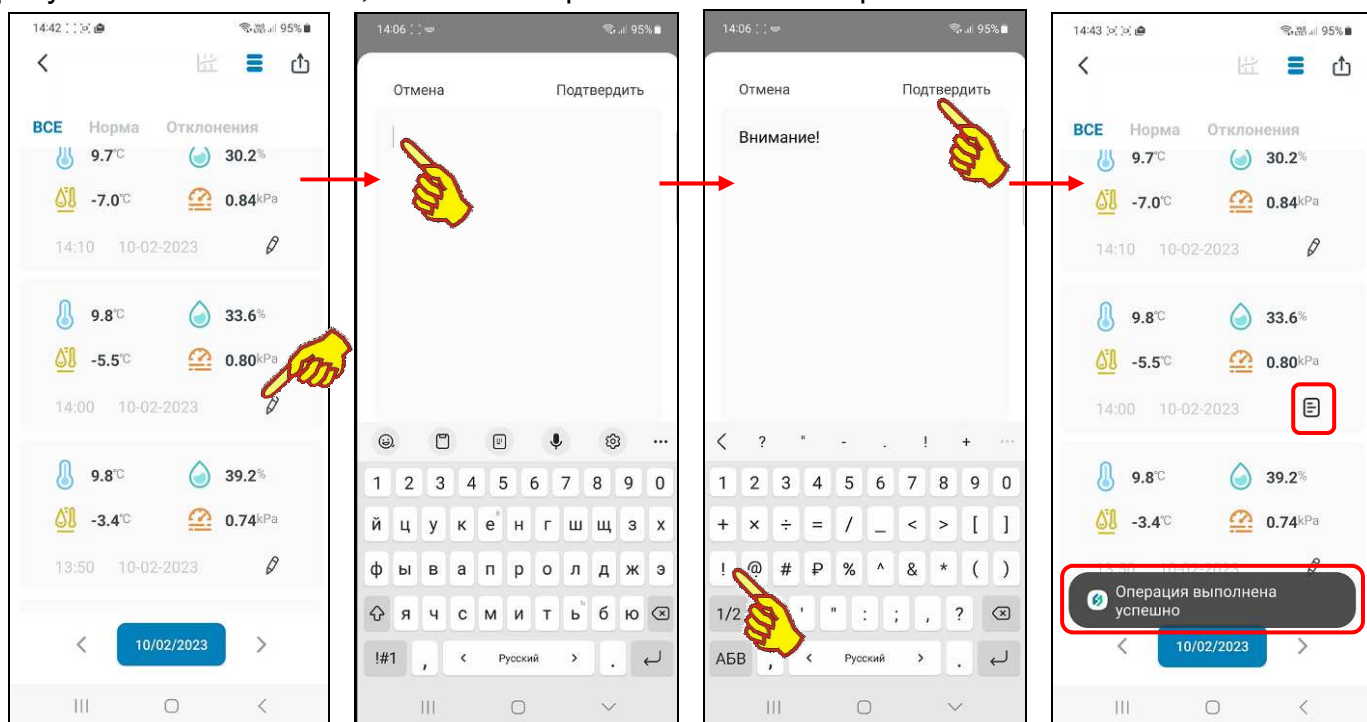 14:42 95%
ВСЕ Норма Отклонения
9.7°C 30.2%
-7.0°C 0.84kPa
14:10 10-02-2023
9.8°C 33.6%
-5.5°C 0.80kPa
14:00 10-02-2023
9.8°C 39.2%
-3.4°C 0.74kPa
13:50 10-02-2023
10/02/2023
14:06 95%
Отмена Подтвердить
1 2 3 4 5 6 7 8 9 0
й ц у к е н г ш щ з х
ф ы в а п р о л д ж э
я ч с м и т ь б ю
!#1 , < Русский > .
14:06 95%
Отмена Подтвердить
Внимание!
? " - . ! +
1 2 3 4 5 6 7 8 9 0
+ × ÷ = / _ < > [ ]
! @ # ₽ % ^ & * ( )
1/2 ' " : ; , ?
АБВ , < Русский > .
14:43 95%
ВСЕ Норма Отклонения
9.7°C 30.2%
-7.0°C 0.84kPa
14:10 10-02-2023
9.8°C 33.6%
-5.5°C 0.80kPa
14:00 10-02-2023
9.8°C 39.2%
-3.4°C 0.74kPa
13:50 10-02-2023
Операция выполнена
успешно
10/02/2023